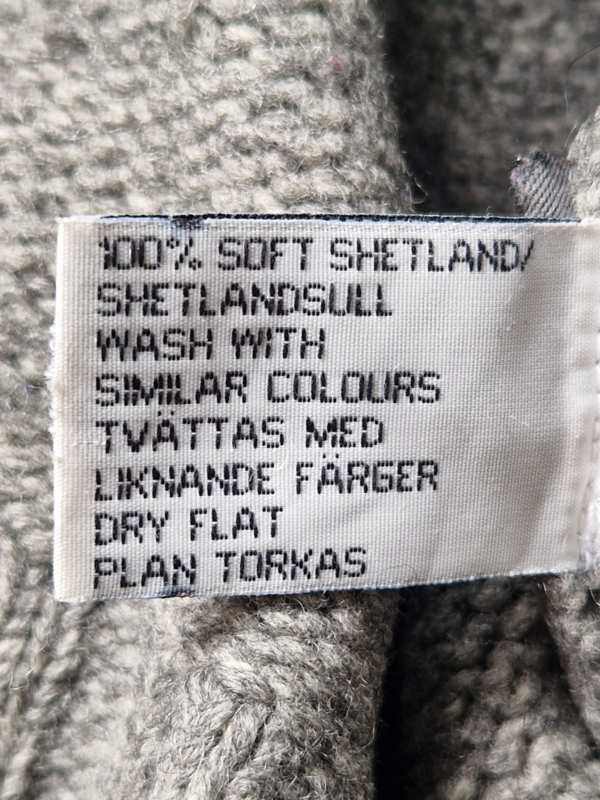 100% SOFT SHETLAND/
SHETLANDSULL
WASH WITH
SIMILAR COLOURS
TVÄTTAS MED
LIKNANDE FÄRGER
DRY FLAT
PLAN TORKAS